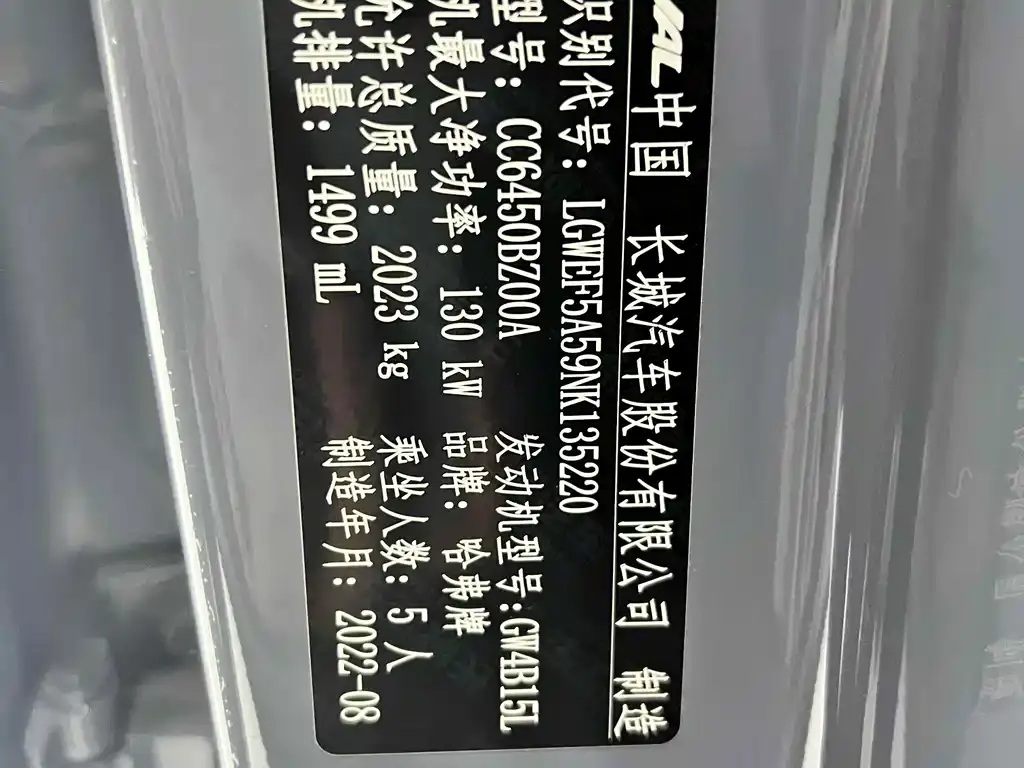 中国 长城汽车股份有限公司 制造
识别代号: LGWEF5A59NK135220
型号: CC6450BZ00A 发动机型号:GW4B15L
机最大净功率: 130 kW 品牌: 哈弗牌
允许总质量: 2023 kg 乘坐人数: 5 人
机排量: 1499 mL 制造年月: 2022-08